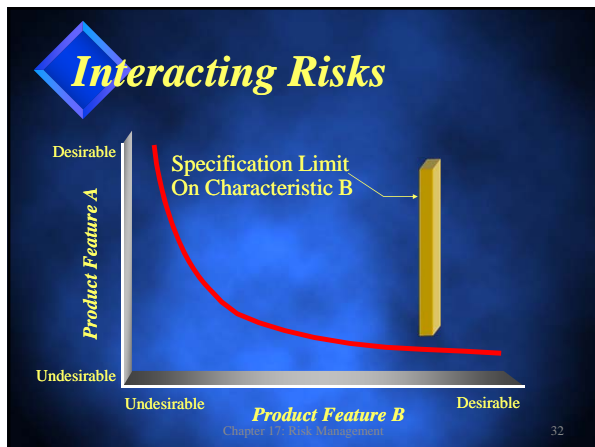 Interacting Risks
Desirable
Specification Limit
On Characteristic B
Product Feature A
Undesirable
Undesirable
Desirable
Product Feature B
Chapter 17: Risk Management
32